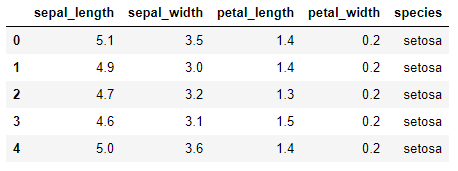 sepal_length sepal_width petal_length petal_width species
0 5.1 3.5 1.4 0.2 setosa
1 4.9 3.0 1.4 0.2 setosa
2 4.7 3.2 1.3 0.2 setosa
3 4.6 3.1 1.5 0.2 setosa
4 5.0 3.6 1.4 0.2 setosa